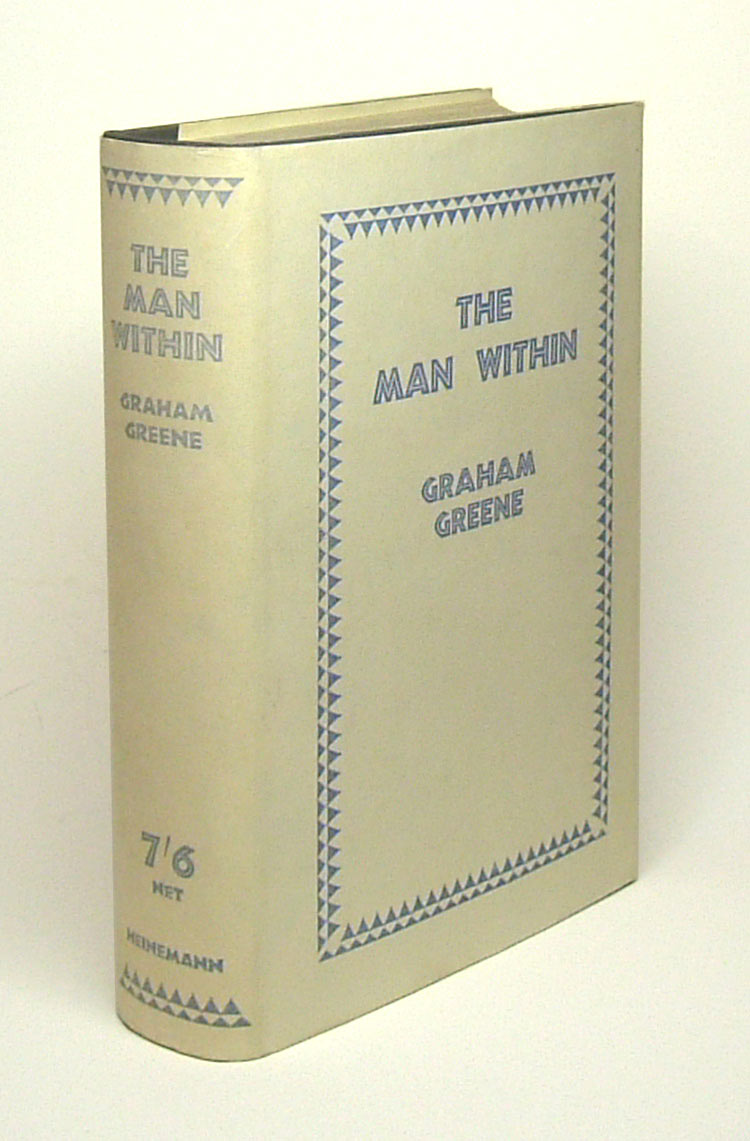 THE
MAN
WITHIN
GRAHAM
GREENE
7'6
NET
HEINEMANN
THE
MAN WITHIN
GRAHAM
GREENE